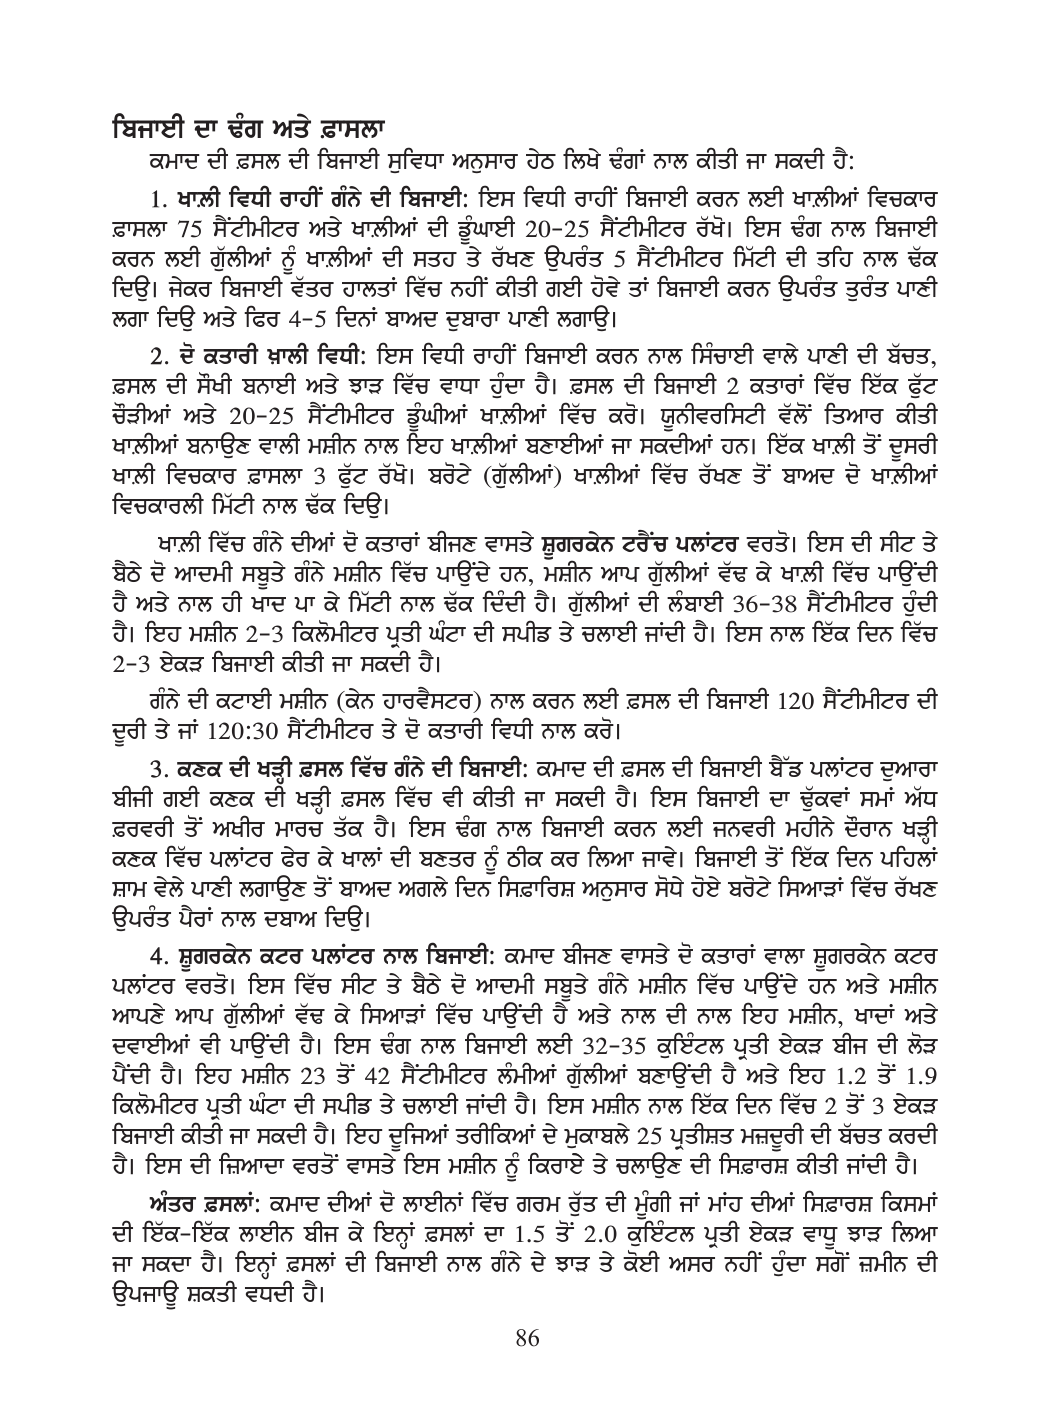 ਬਿਜਾਈ ਦਾ ਢੰਗ ਅਤੇ ਫ਼ਾਸਲਾ
ਕਮਾਦ ਦੀ ਫ਼ਸਲ ਦੀ ਬਿਜਾਈ ਸੁਵਿਧਾ ਅਨੁਸਾਰ ਹੇਠ ਲਿਖੇ ਢੰਗਾਂ ਨਾਲ ਕੀਤੀ ਜਾ ਸਕਦੀ ਹੈ:
1. ਖਾਲ਼ੀ ਵਿਧੀ ਰਾਹੀਂ ਗੰਨੇ ਦੀ ਬਿਜਾਈ: ਇਸ ਵਿਧੀ ਰਾਹੀਂ ਬਿਜਾਈ ਕਰਨ ਲਈ ਖਾਲ਼ੀਆਂ ਵਿਚਕਾਰ
ਫ਼ਾਸਲਾ 75 ਸੈਂਟੀਮੀਟਰ ਅਤੇ ਖਾਲ਼ੀਆਂ ਦੀ ਡੂੰਘਾਈ 20-25 ਸੈਂਟੀਮੀਟਰ ਰੱਖੋ। ਇਸ ਢੰਗ ਨਾਲ ਬਿਜਾਈ
ਕਰਨ ਲਈ ਗੁੱਲੀਆਂ ਨੂੰ ਖਾਲ਼ੀਆਂ ਦੀ ਸਤਹ ਤੇ ਰੱਖਣ ਉਪਰੰਤ 5 ਸੈਂਟੀਮੀਟਰ ਮਿੱਟੀ ਦੀ ਤਹਿ ਨਾਲ ਢੱਕ
ਦਿਉ। ਜੇਕਰ ਬਿਜਾਈ ਵੱਤਰ ਹਾਲਤਾਂ ਵਿੱਚ ਨਹੀਂ ਕੀਤੀ ਗਈ ਹੋਵੇ ਤਾਂ ਬਿਜਾਈ ਕਰਨ ਉਪਰੰਤ ਤੁਰੰਤ ਪਾਣੀ
ਲਗਾ ਦਿਉ ਅਤੇ ਫਿਰ 4-5 ਦਿਨਾਂ ਬਾਅਦ ਦੁਬਾਰਾ ਪਾਣੀ ਲਗਾਉ।
2. ਦੋ ਕਤਾਰੀ ਖ਼ਾਲੀ ਵਿਧੀ: ਇਸ ਵਿਧੀ ਰਾਹੀਂ ਬਿਜਾਈ ਕਰਨ ਨਾਲ ਸਿੰਚਾਈ ਵਾਲੇ ਪਾਣੀ ਦੀ ਬੱਚਤ,
ਫ਼ਸਲ ਦੀ ਸੌਖੀ ਬਨਾਈ ਅਤੇ ਝਾੜ ਵਿੱਚ ਵਾਧਾ ਹੁੰਦਾ ਹੈ। ਫ਼ਸਲ ਦੀ ਬਿਜਾਈ 2 ਕਤਾਰਾਂ ਵਿੱਚ ਇੱਕ ਫੁੱਟ
ਚੌੜੀਆਂ ਅਤੇ 20-25 ਸੈਂਟੀਮੀਟਰ ਡੂੰਘੀਆਂ ਖਾਲ਼ੀਆਂ ਵਿੱਚ ਕਰੋ। ਯੂਨੀਵਰਸਿਟੀ ਵੱਲੋਂ ਤਿਆਰ ਕੀਤੀ
ਖਾਲ਼ੀਆਂ ਬਨਾਉਣ ਵਾਲੀ ਮਸ਼ੀਨ ਨਾਲ ਇਹ ਖਾਲ਼ੀਆਂ ਬਣਾਈਆਂ ਜਾ ਸਕਦੀਆਂ ਹਨ। ਇੱਕ ਖਾਲ਼ੀ ਤੋਂ ਦੂਸਰੀ
ਖਾਲ਼ੀ ਵਿਚਕਾਰ ਫ਼ਾਸਲਾ 3 ਫੁੱਟ ਰੱਖੋ। ਬਰੋਟੇ (ਗੁੱਲੀਆਂ) ਖਾਲ਼ੀਆਂ ਵਿੱਚ ਰੱਖਣ ਤੋਂ ਬਾਅਦ ਦੋ ਖਾਲ਼ੀਆਂ
ਵਿਚਕਾਰਲੀ ਮਿੱਟੀ ਨਾਲ ਢੱਕ ਦਿਉ।
ਖਾਲ਼ੀ ਵਿੱਚ ਗੰਨੇ ਦੀਆਂ ਦੋ ਕਤਾਰਾਂ ਬੀਜਣ ਵਾਸਤੇ ਸ਼ੂਗਰਕੇਨ ਟਰੈਂਚ ਪਲਾਂਟਰ ਵਰਤੋ। ਇਸ ਦੀ ਸੀਟ ਤੇ
ਬੈਠੇ ਦੋ ਆਦਮੀ ਸਬੂਤੇ ਗੰਨੇ ਮਸ਼ੀਨ ਵਿੱਚ ਪਾਉਂਦੇ ਹਨ, ਮਸ਼ੀਨ ਆਪ ਗੁੱਲੀਆਂ ਵੱਢ ਕੇ ਖਾਲ਼ੀ ਵਿੱਚ ਪਾਉਂਦੀ
ਹੈ ਅਤੇ ਨਾਲ ਹੀ ਖਾਦ ਪਾ ਕੇ ਮਿੱਟੀ ਨਾਲ ਢੱਕ ਦਿੰਦੀ ਹੈ। ਗੁੱਲੀਆਂ ਦੀ ਲੰਬਾਈ 36-38 ਸੈਂਟੀਮੀਟਰ ਹੁੰਦੀ
ਹੈ। ਇਹ ਮਸ਼ੀਨ 2-3 ਕਿਲੋਮੀਟਰ ਪ੍ਰਤੀ ਘੰਟਾ ਦੀ ਸਪੀਡ ਤੇ ਚਲਾਈ ਜਾਂਦੀ ਹੈ। ਇਸ ਨਾਲ ਇੱਕ ਦਿਨ ਵਿੱਚ
2-3 ਏਕੜ ਬਿਜਾਈ ਕੀਤੀ ਜਾ ਸਕਦੀ ਹੈ।
ਗੰਨੇ ਦੀ ਕਟਾਈ ਮਸ਼ੀਨ (ਕੇਨ ਹਾਰਵੈਸਟਰ) ਨਾਲ ਕਰਨ ਲਈ ਫ਼ਸਲ ਦੀ ਬਿਜਾਈ 120 ਸੈਂਟੀਮੀਟਰ ਦੀ
ਦੂਰੀ ਤੇ ਜਾਂ 120:30 ਸੈਂਟੀਮੀਟਰ ਤੇ ਦੋ ਕਤਾਰੀ ਵਿਧੀ ਨਾਲ ਕਰੋ।
3. ਕਣਕ ਦੀ ਖੜ੍ਹੀ ਫ਼ਸਲ ਵਿੱਚ ਗੰਨੇ ਦੀ ਬਿਜਾਈ: ਕਮਾਦ ਦੀ ਫ਼ਸਲ ਦੀ ਬਿਜਾਈ ਬੈੱਡ ਪਲਾਂਟਰ ਦੁਆਰਾ
ਬੀਜੀ ਗਈ ਕਣਕ ਦੀ ਖੜ੍ਹੀ ਫ਼ਸਲ ਵਿੱਚ ਵੀ ਕੀਤੀ ਜਾ ਸਕਦੀ ਹੈ। ਇਸ ਬਿਜਾਈ ਦਾ ਢੁੱਕਵਾਂ ਸਮਾਂ ਅੱਧ
ਫ਼ਰਵਰੀ ਤੋਂ ਅਖੀਰ ਮਾਰਚ ਤੱਕ ਹੈ। ਇਸ ਢੰਗ ਨਾਲ ਬਿਜਾਈ ਕਰਨ ਲਈ ਜਨਵਰੀ ਮਹੀਨੇ ਦੌਰਾਨ ਖੜ੍ਹੀ
ਕਣਕ ਵਿੱਚ ਪਲਾਂਟਰ ਫੇਰ ਕੇ ਖਾਲਾਂ ਦੀ ਬਣਤਰ ਨੂੰ ਠੀਕ ਕਰ ਲਿਆ ਜਾਵੇ। ਬਿਜਾਈ ਤੋਂ ਇੱਕ ਦਿਨ ਪਹਿਲਾਂ
ਸ਼ਾਮ ਵੇਲੇ ਪਾਣੀ ਲਗਾਉਣ ਤੋਂ ਬਾਅਦ ਅਗਲੇ ਦਿਨ ਸਿਫ਼ਾਰਿਸ਼ ਅਨੁਸਾਰ ਸੋਧੇ ਹੋਏ ਬਰੋਟੇ ਸਿਆੜਾਂ ਵਿੱਚ ਰੱਖਣ
ਉਪਰੰਤ ਪੈਰਾਂ ਨਾਲ ਦਬਾਅ ਦਿਉ।
4. ਸ਼ੂਗਰਕੇਨ ਕਟਰ ਪਲਾਂਟਰ ਨਾਲ ਬਿਜਾਈ: ਕਮਾਦ ਬੀਜਣ ਵਾਸਤੇ ਦੋ ਕਤਾਰਾਂ ਵਾਲਾ ਸ਼ੂਗਰਕੇਨ ਕਟਰ
ਪਲਾਂਟਰ ਵਰਤੋ। ਇਸ ਵਿੱਚ ਸੀਟ ਤੇ ਬੈਠੇ ਦੋ ਆਦਮੀ ਸਬੂਤੇ ਗੰਨੇ ਮਸ਼ੀਨ ਵਿੱਚ ਪਾਉਂਦੇ ਹਨ ਅਤੇ ਮਸ਼ੀਨ
ਆਪਣੇ ਆਪ ਗੁੱਲੀਆਂ ਵੱਢ ਕੇ ਸਿਆੜਾਂ ਵਿੱਚ ਪਾਉਂਦੀ ਹੈ ਅਤੇ ਨਾਲ ਦੀ ਨਾਲ ਇਹ ਮਸ਼ੀਨ, ਖਾਦਾਂ ਅਤੇ
ਦਵਾਈਆਂ ਵੀ ਪਾਉਂਦੀ ਹੈ। ਇਸ ਢੰਗ ਨਾਲ ਬਿਜਾਈ ਲਈ 32-35 ਕੁਇੰਟਲ ਪ੍ਰਤੀ ਏਕੜ ਬੀਜ ਦੀ ਲੋੜ
ਪੈਂਦੀ ਹੈ। ਇਹ ਮਸ਼ੀਨ 23 ਤੋਂ 42 ਸੈਂਟੀਮੀਟਰ ਲੰਮੀਆਂ ਗੁੱਲੀਆਂ ਬਣਾਉਂਦੀ ਹੈ ਅਤੇ ਇਹ 1.2 ਤੋਂ 1.9
ਕਿਲੋਮੀਟਰ ਪ੍ਰਤੀ ਘੰਟਾ ਦੀ ਸਪੀਡ ਤੇ ਚਲਾਈ ਜਾਂਦੀ ਹੈ। ਇਸ ਮਸ਼ੀਨ ਨਾਲ ਇੱਕ ਦਿਨ ਵਿੱਚ 2 ਤੋਂ 3 ਏਕੜ
ਬਿਜਾਈ ਕੀਤੀ ਜਾ ਸਕਦੀ ਹੈ। ਇਹ ਦੂਜਿਆਂ ਤਰੀਕਿਆਂ ਦੇ ਮੁਕਾਬਲੇ 25 ਪ੍ਰਤੀਸ਼ਤ ਮਜ਼ਦੂਰੀ ਦੀ ਬੱਚਤ ਕਰਦੀ
ਹੈ। ਇਸ ਦੀ ਜ਼ਿਆਦਾ ਵਰਤੋਂ ਵਾਸਤੇ ਇਸ ਮਸ਼ੀਨ ਨੂੰ ਕਿਰਾਏ ਤੇ ਚਲਾਉਣ ਦੀ ਸਿਫ਼ਾਰਸ਼ ਕੀਤੀ ਜਾਂਦੀ ਹੈ।
ਅੰਤਰ ਫ਼ਸਲਾਂ: ਕਮਾਦ ਦੀਆਂ ਦੋ ਲਾਈਨਾਂ ਵਿੱਚ ਗਰਮ ਰੁੱਤ ਦੀ ਮੂੰਗੀ ਜਾਂ ਮਾਂਹ ਦੀਆਂ ਸਿਫ਼ਾਰਸ਼ ਕਿਸਮਾਂ
ਦੀ ਇੱਕ-ਇੱਕ ਲਾਈਨ ਬੀਜ ਕੇ ਇਨ੍ਹਾਂ ਫ਼ਸਲਾਂ ਦਾ 1.5 ਤੋਂ 2.0 ਕੁਇੰਟਲ ਪ੍ਰਤੀ ਏਕੜ ਵਾਧੂ ਝਾੜ ਲਿਆ
ਜਾ ਸਕਦਾ ਹੈ। ਇਨ੍ਹਾਂ ਫ਼ਸਲਾਂ ਦੀ ਬਿਜਾਈ ਨਾਲ ਗੰਨੇ ਦੇ ਝਾੜ ਤੇ ਕੋਈ ਅਸਰ ਨਹੀਂ ਹੁੰਦਾ ਸਗੋਂ ਜ਼ਮੀਨ ਦੀ
ਉਪਜਾਊ ਸ਼ਕਤੀ ਵਧਦੀ ਹੈ।
86